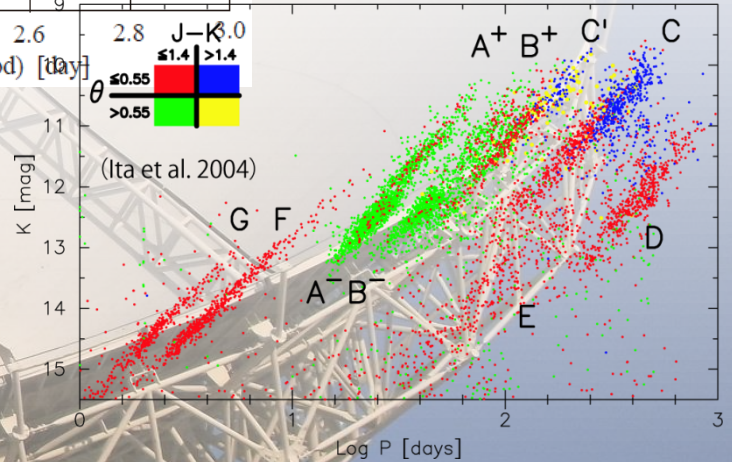 2.6 2.8 3.0
od) [day]
J−K
≤1.4 >1.4
θ ≤0.55
>0.55
(Ita et al. 2004)
A+ B+ C' C
G F
A− B−
D
E
K [mag]
9
11
12
13
14
15
0 1 2 3
Log P [days]